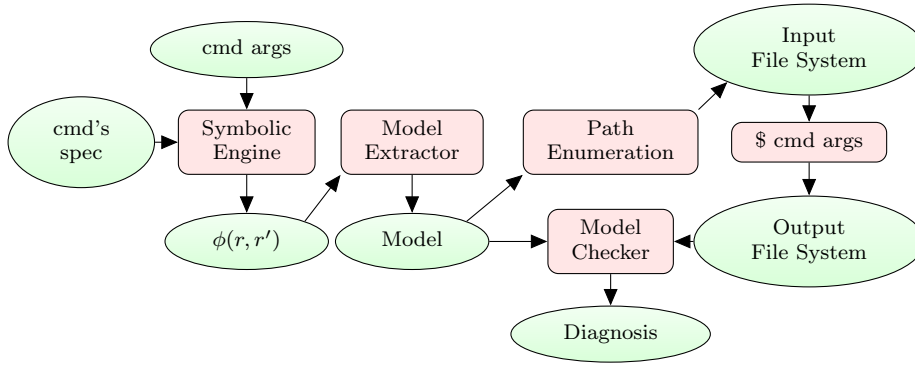 cmd args
Input
File System
cmd's
spec
Symbolic
Engine
Model
Extractor
Path
Enumeration
$ cmd args
ϕ(r, r′)
Model
Model
Checker
Output
File System
Diagnosis